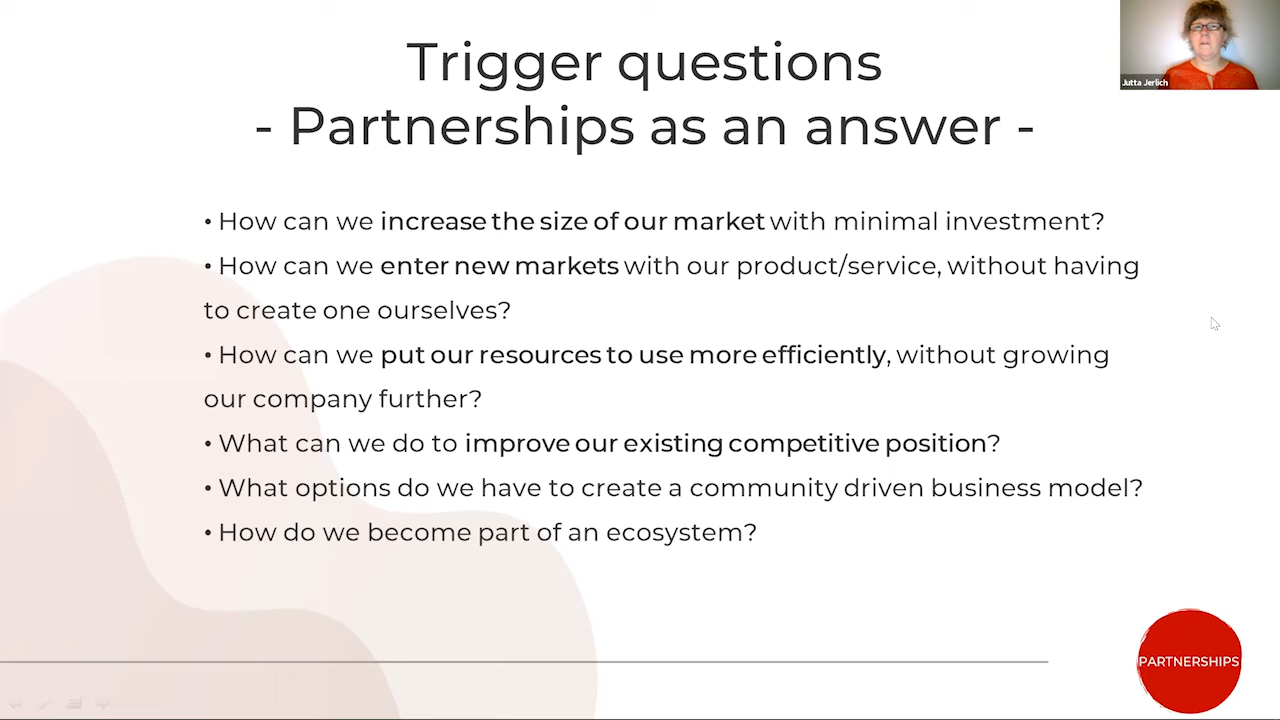 Trigger questions
- Partnerships as an answer -
Jutta Jerlich
• How can we increase the size of our market with minimal investment?
• How can we enter new markets with our product/service, without having
to create one ourselves?
• How can we put our resources to use more efficiently, without growing
our company further?
• What can we do to improve our existing competitive position?
• What options do we have to create a community driven business model?
• How do we become part of an ecosystem?
PARTNERSHIPS